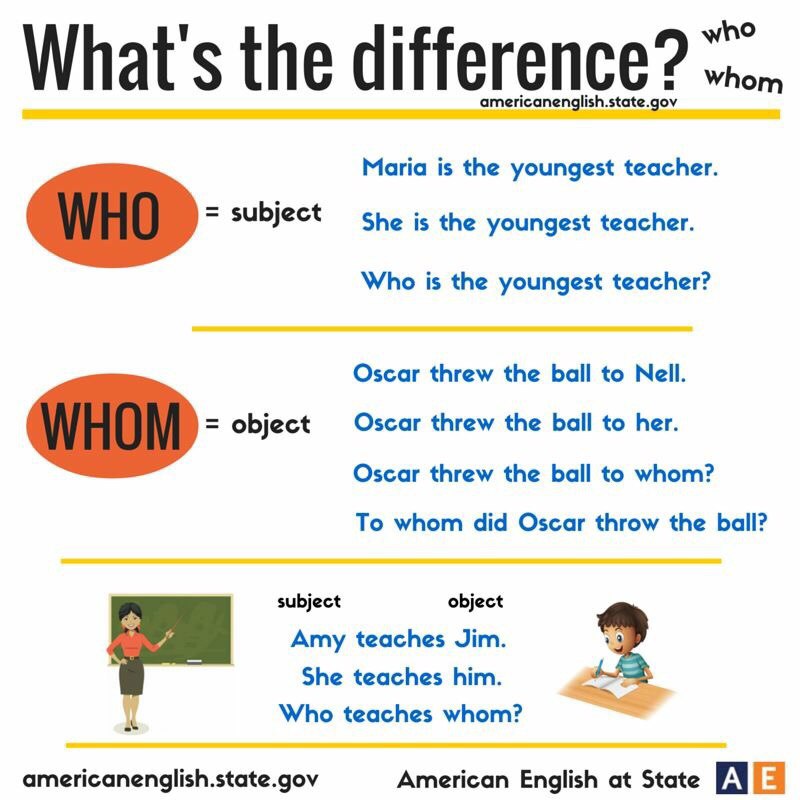 What's the difference?
who
whom
americanenglish.state.gov
WHO = subject
Maria is the youngest teacher.
She is the youngest teacher.
Who is the youngest teacher?
WHOM = object
Oscar threw the ball to Nell.
Oscar threw the ball to her.
Oscar threw the ball to whom?
To whom did Oscar throw the ball?
subject object
Amy teaches Jim.
She teaches him.
Who teaches whom?
americanenglish.state.gov
American English at State AE